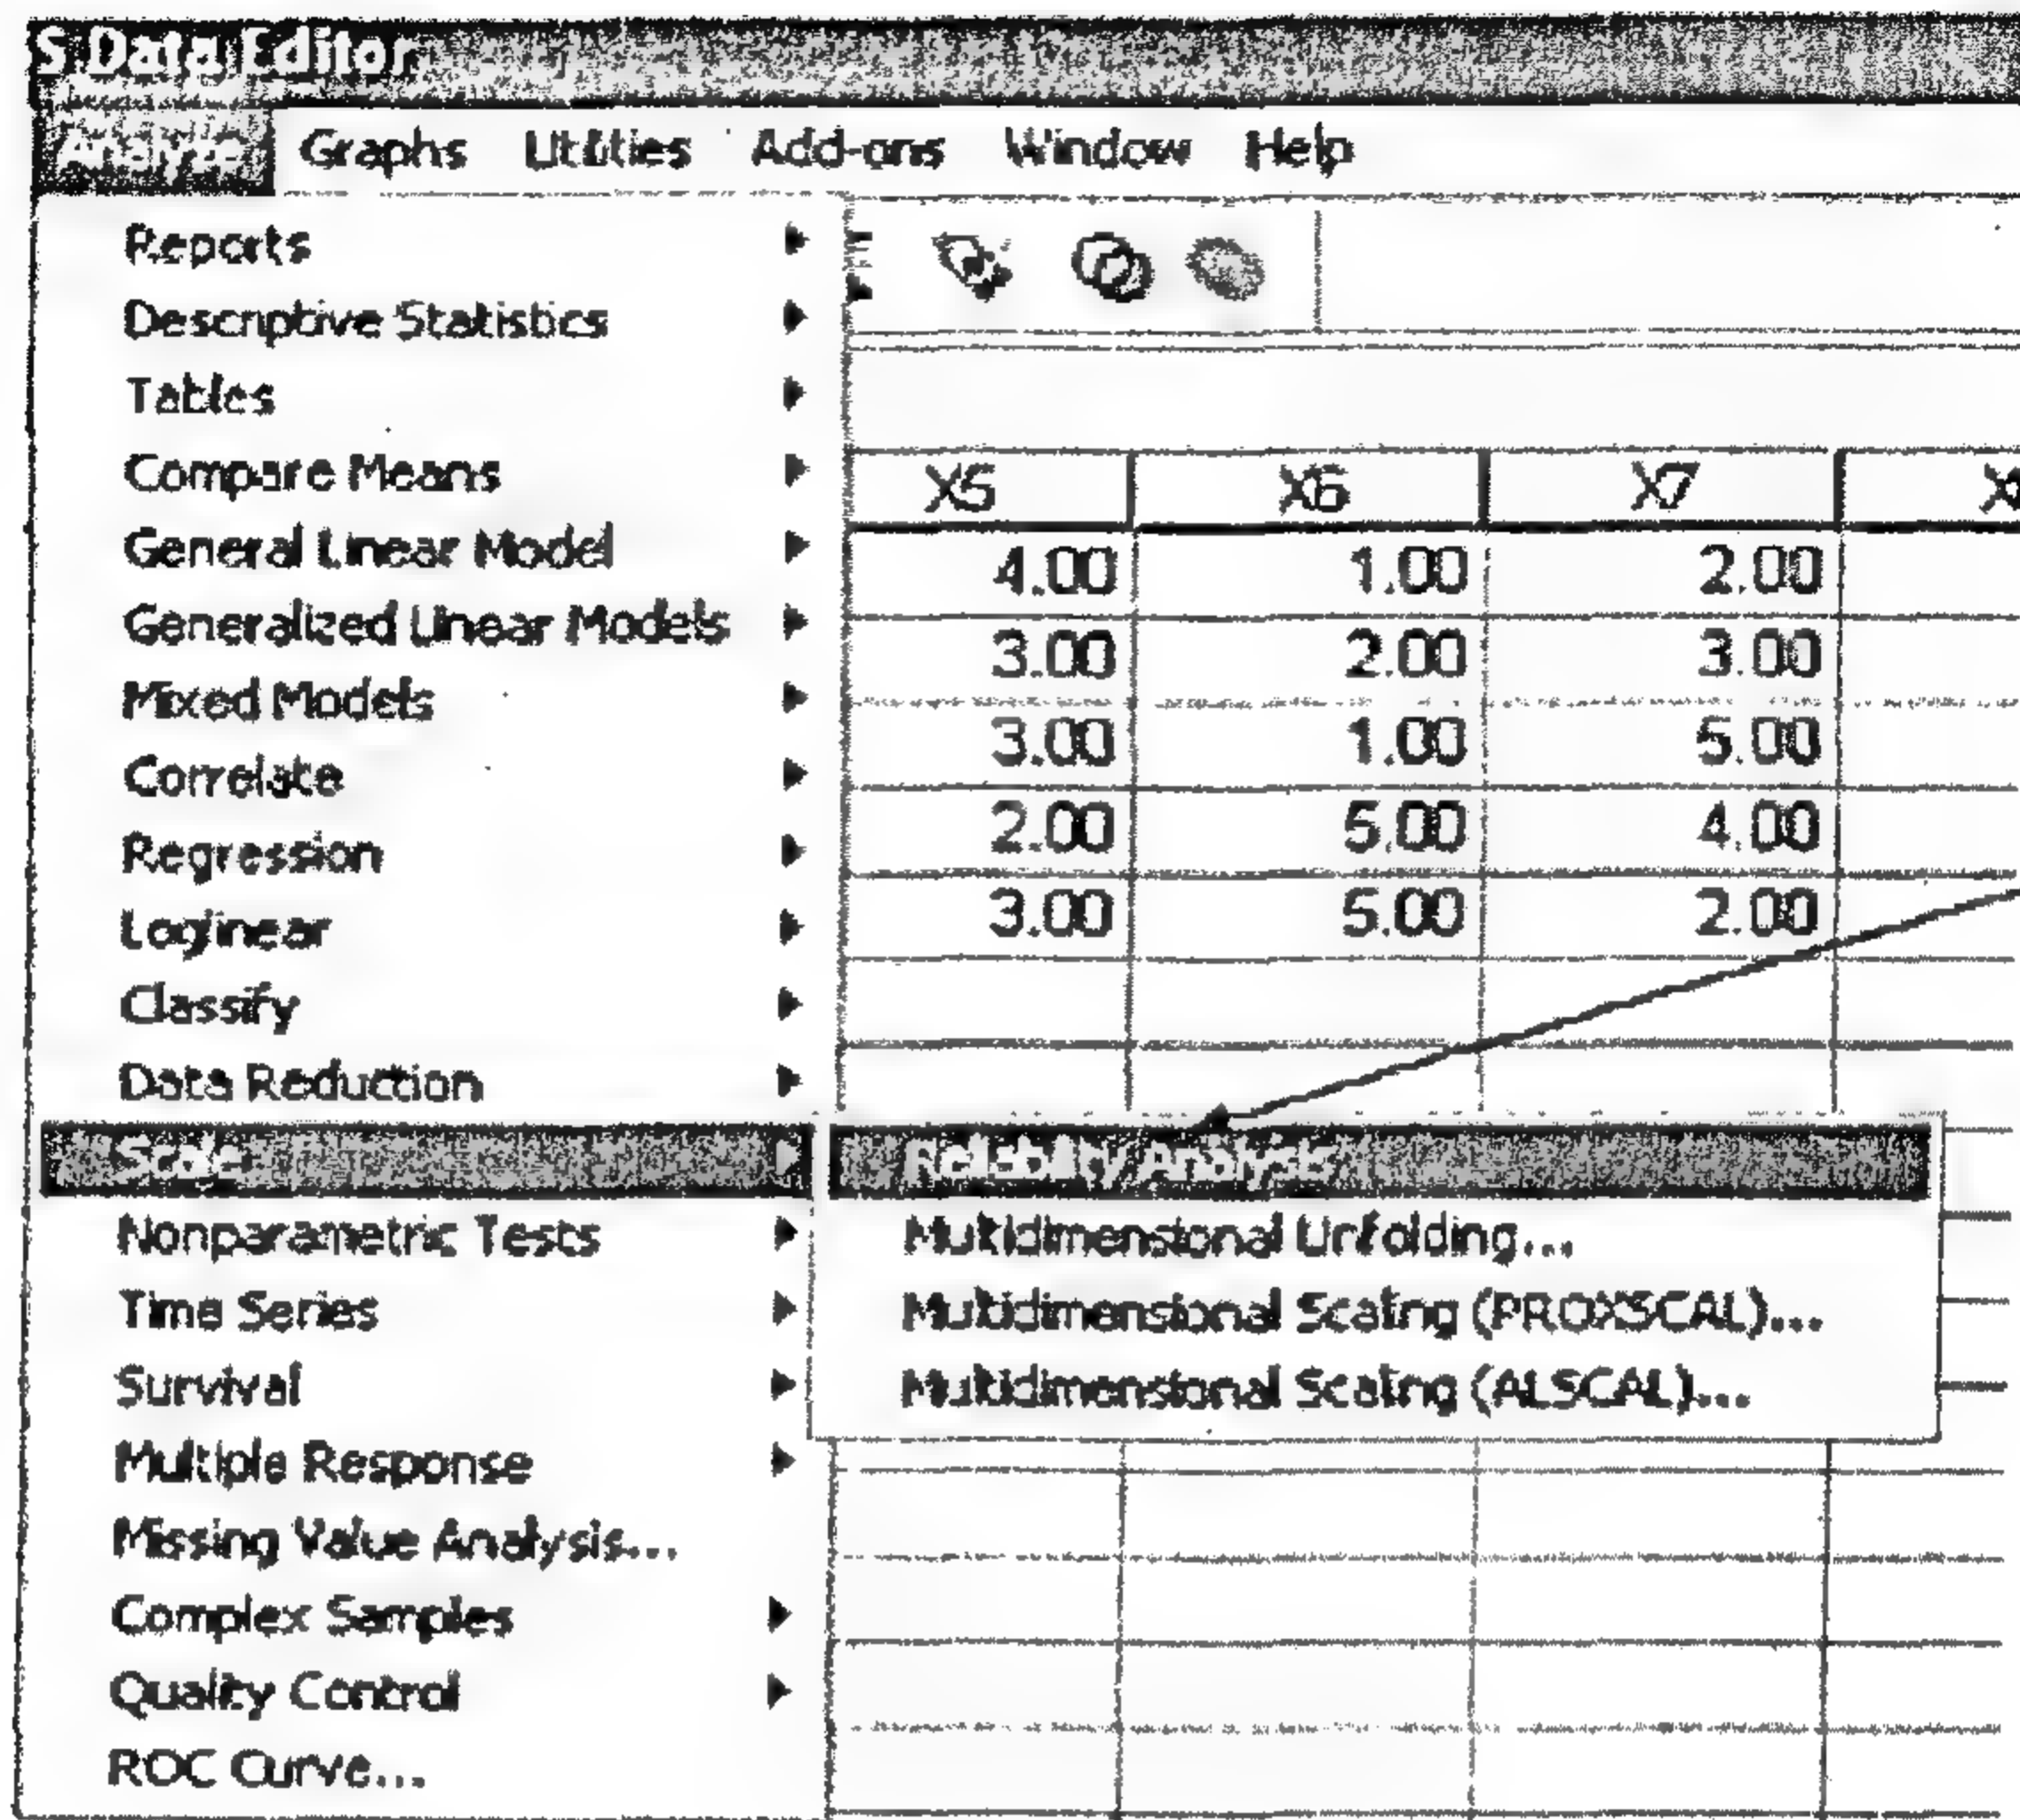 S Data Editor
Analyze Graphs Utilities Add-ons Window Help
Reports
Descriptive Statistics
Tables
Compare Means
General Linear Model
Generalized Linear Models
Mixed Models
Correlate
Regression
Loglinear
Classify
Data Reduction
Scale
Nonparametric Tests
Time Series
Survival
Multiple Response
Missing Value Analysis...
Complex Samples
Quality Control
ROC Curve...
X5 X6 X7
4.00 1.00 2.00
3.00 2.00 3.00
3.00 1.00 5.00
2.00 5.00 4.00
3.00 5.00 2.00
Reliability Analysis
Multidimensional Unfolding...
Multidimensional Scaling (PROXSCAL)...
Multidimensional Scaling (ALSCAL)...